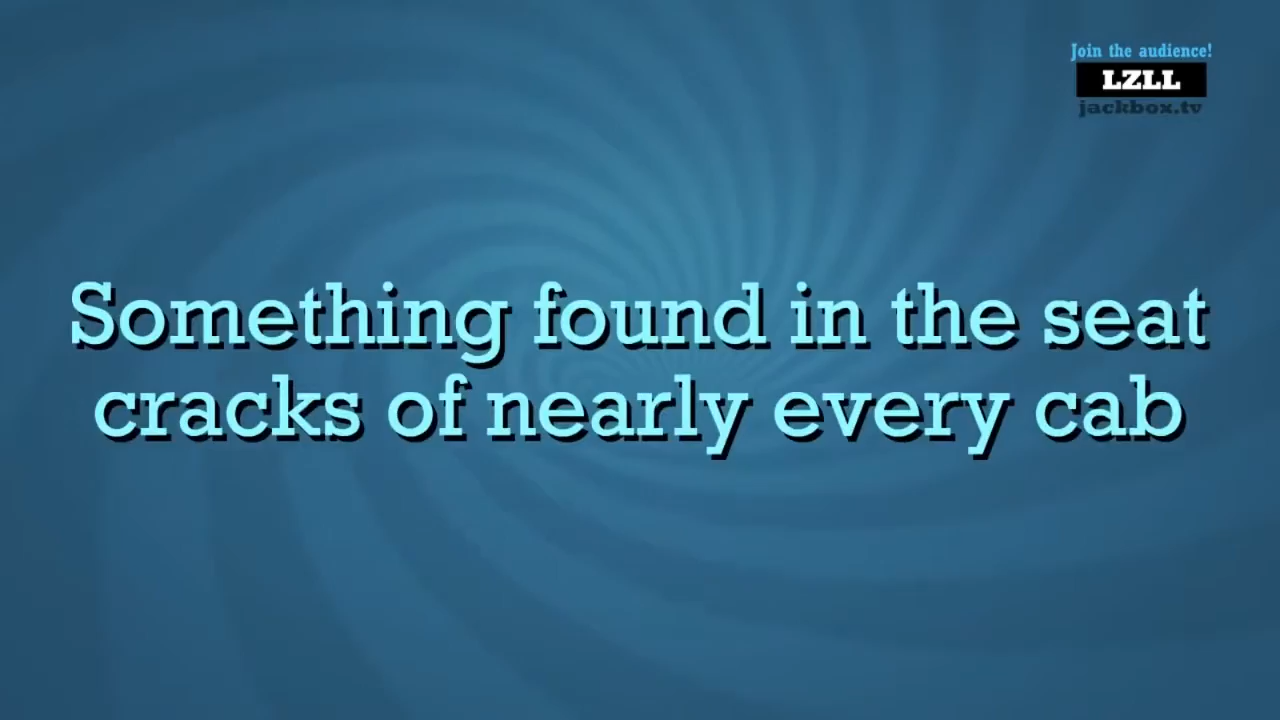 Join the audience!
LZLL
jackbox.tv
Something found in the seat
cracks of nearly every cab